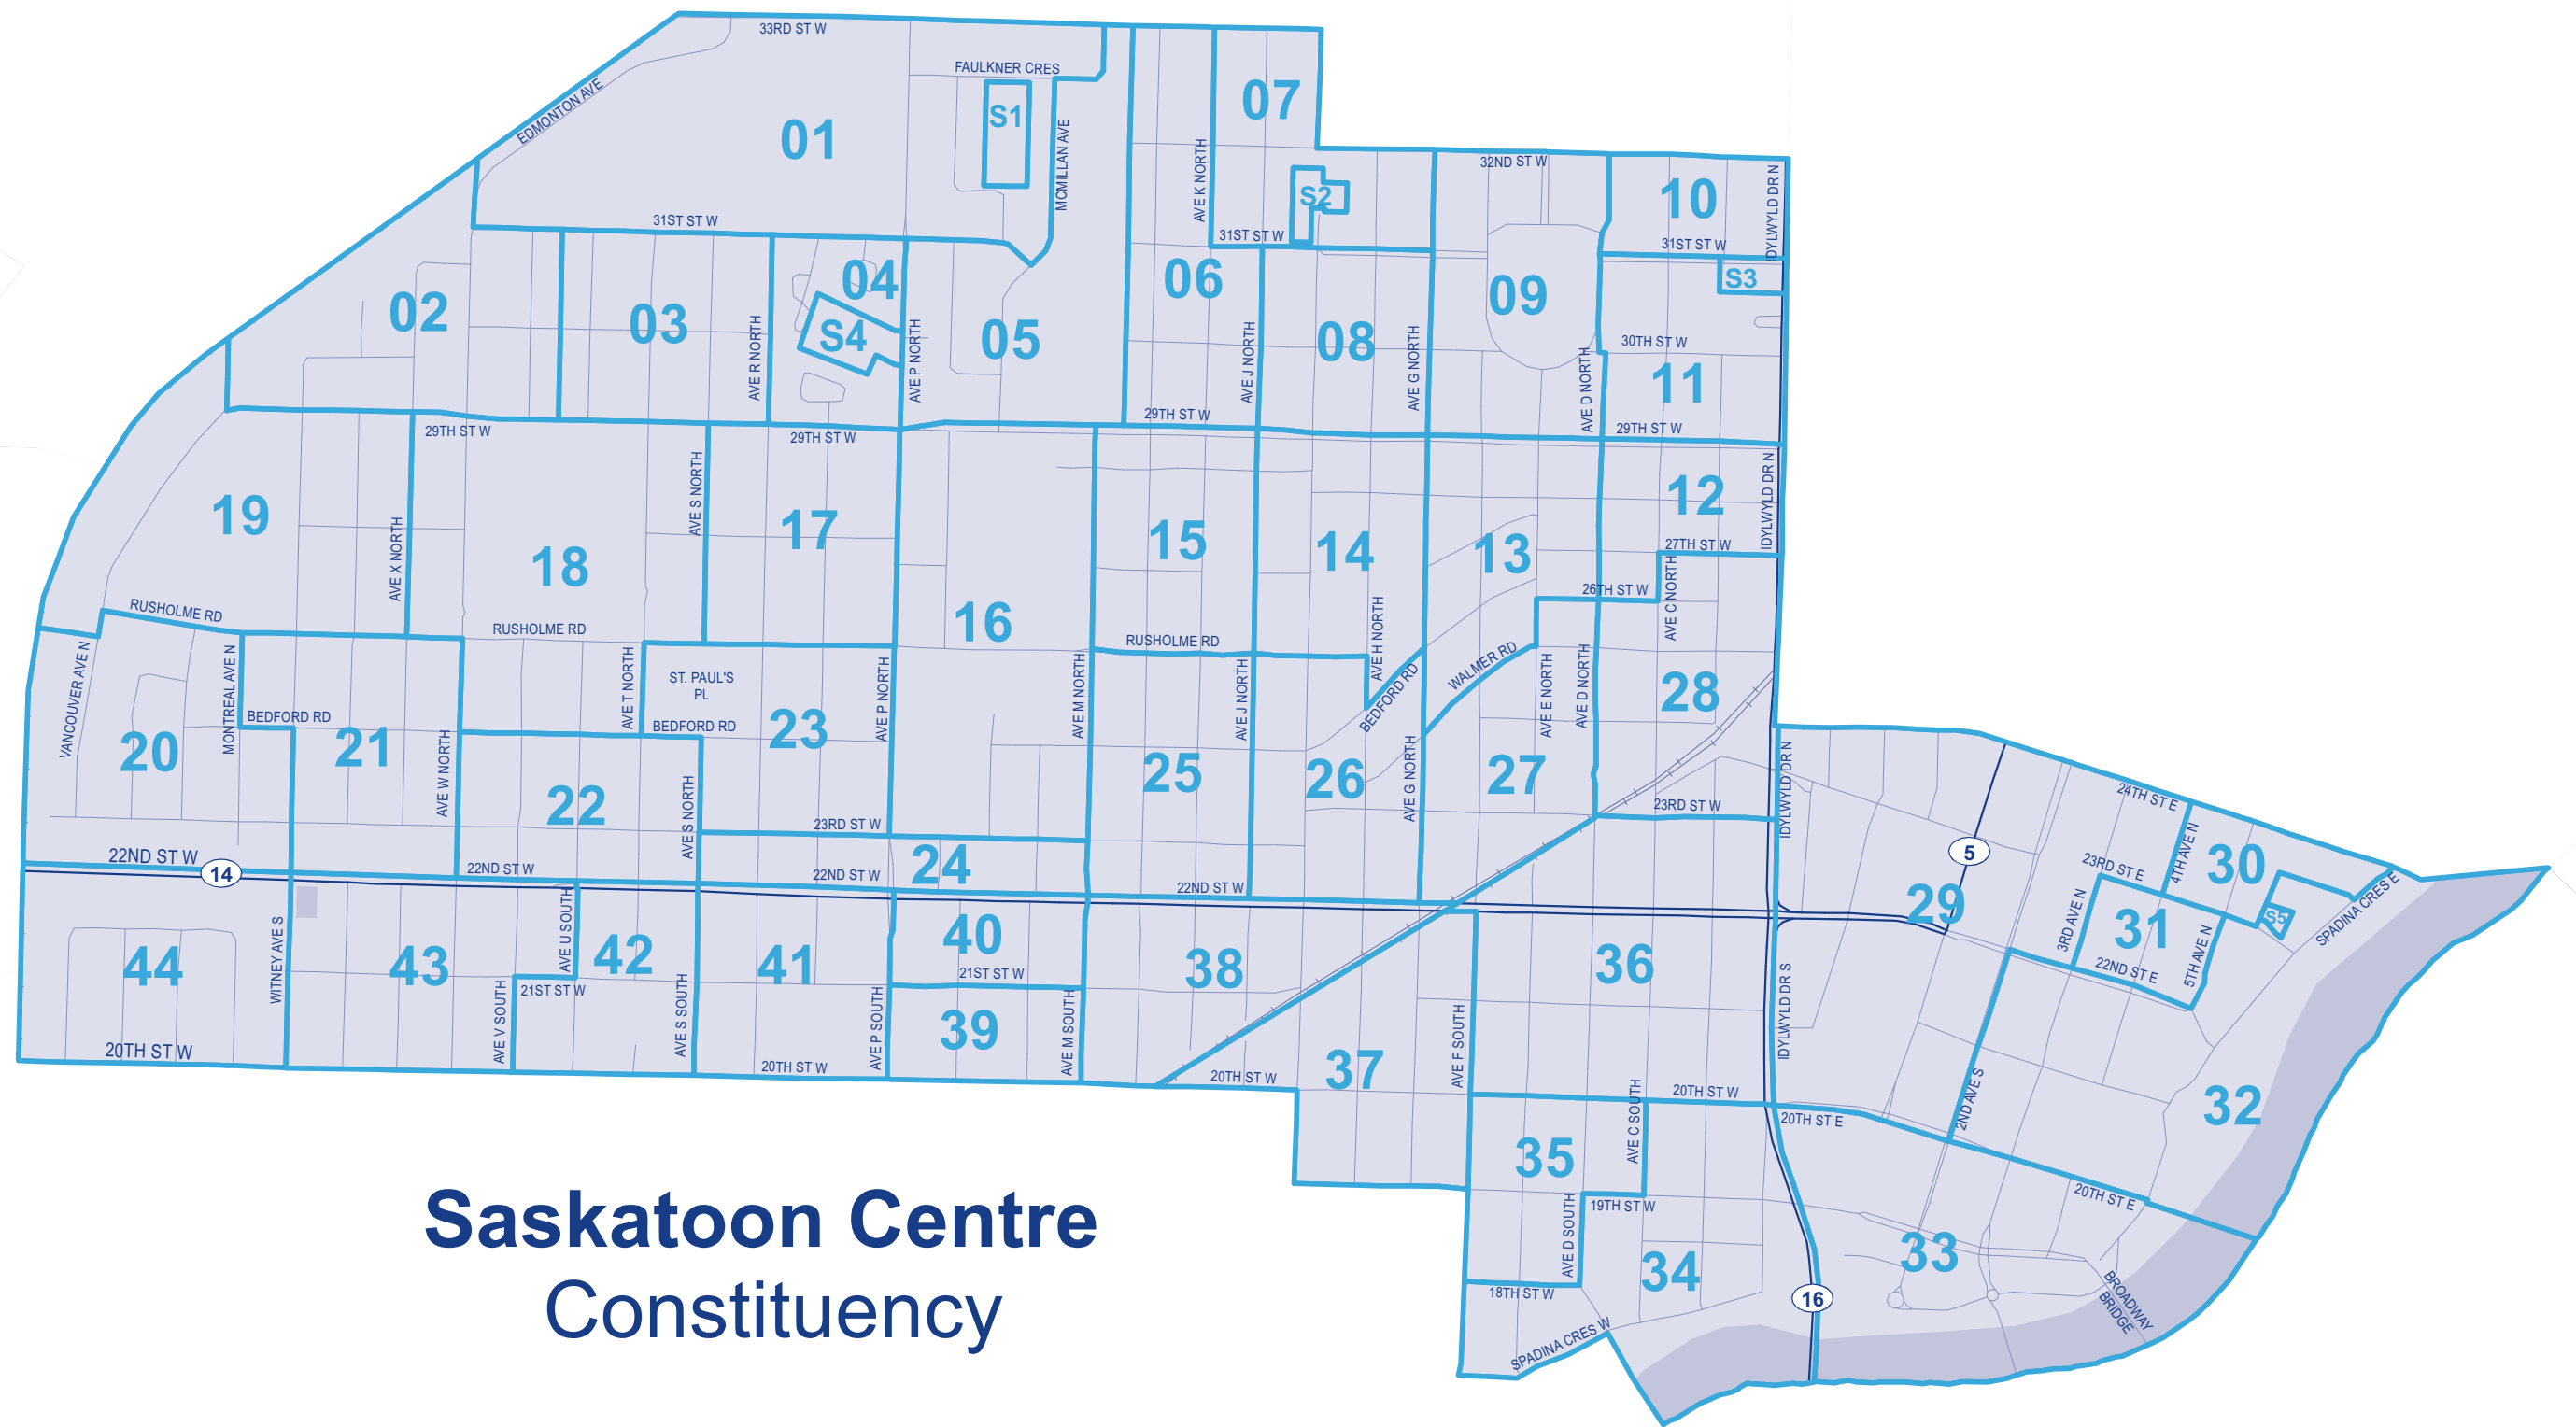 33RD ST W
FAULKNER CRES
EDMONTON AVE
S1
MCMILLAN AVE
01
07
AVE K NORTH
S2
32ND ST W
10
IDYLWYLD DR N
31ST ST W
31ST ST W
31ST ST W
S3
02
03
04
S4
05
06
08
09
11
AVE R NORTH
AVE P NORTH
AVE J NORTH
AVE G NORTH
AVE D NORTH
30TH ST W
29TH ST W
29TH ST W
29TH ST W
29TH ST W
19
AVE X NORTH
18
AVE S NORTH
17
16
15
14
13
12
IDYLWYLD DR N
27TH ST W
26TH ST W
AVE C NORTH
RUSHOLME RD
RUSHOLME RD
RUSHOLME RD
AVE H NORTH
BEDFORD RD
WALMER RD
VANCOUVER AVE N
20
MONTREAL AVE N
BEDFORD RD
21
AVE W NORTH
22
AVE T NORTH
ST. PAUL'S
PL
BEDFORD RD
23
AVE P NORTH
AVE S NORTH
23RD ST W
AVE M NORTH
25
AVE J NORTH
26
AVE G NORTH
27
AVE E NORTH
AVE D NORTH
28
23RD ST W
IDYLWYLD DR N
5
24TH ST E
4TH AVE N
30
23RD ST E
29
3RD AVE N
31
S5
5TH AVE N
22ND ST E
SPADINA CRES E
22ND ST W
14
22ND ST W
22ND ST W
24
22ND ST W
44
WITNEY AVE S
43
AVE U SOUTH
42
41
40
21ST ST W
38
36
IDYLWYLD DR S
AVE V SOUTH
21ST ST W
AVE S SOUTH
AVE P SOUTH
39
AVE M SOUTH
37
AVE F SOUTH
20TH ST W
20TH ST W
20TH ST W
20TH ST W
20TH ST E
2ND AVE S
32
35
AVE C SOUTH
19TH ST W
AVE D SOUTH
34
33
20TH ST E
18TH ST W
16
BROADWAY
BRIDGE
SPADINA CRES W
Saskatoon Centre
Constituency